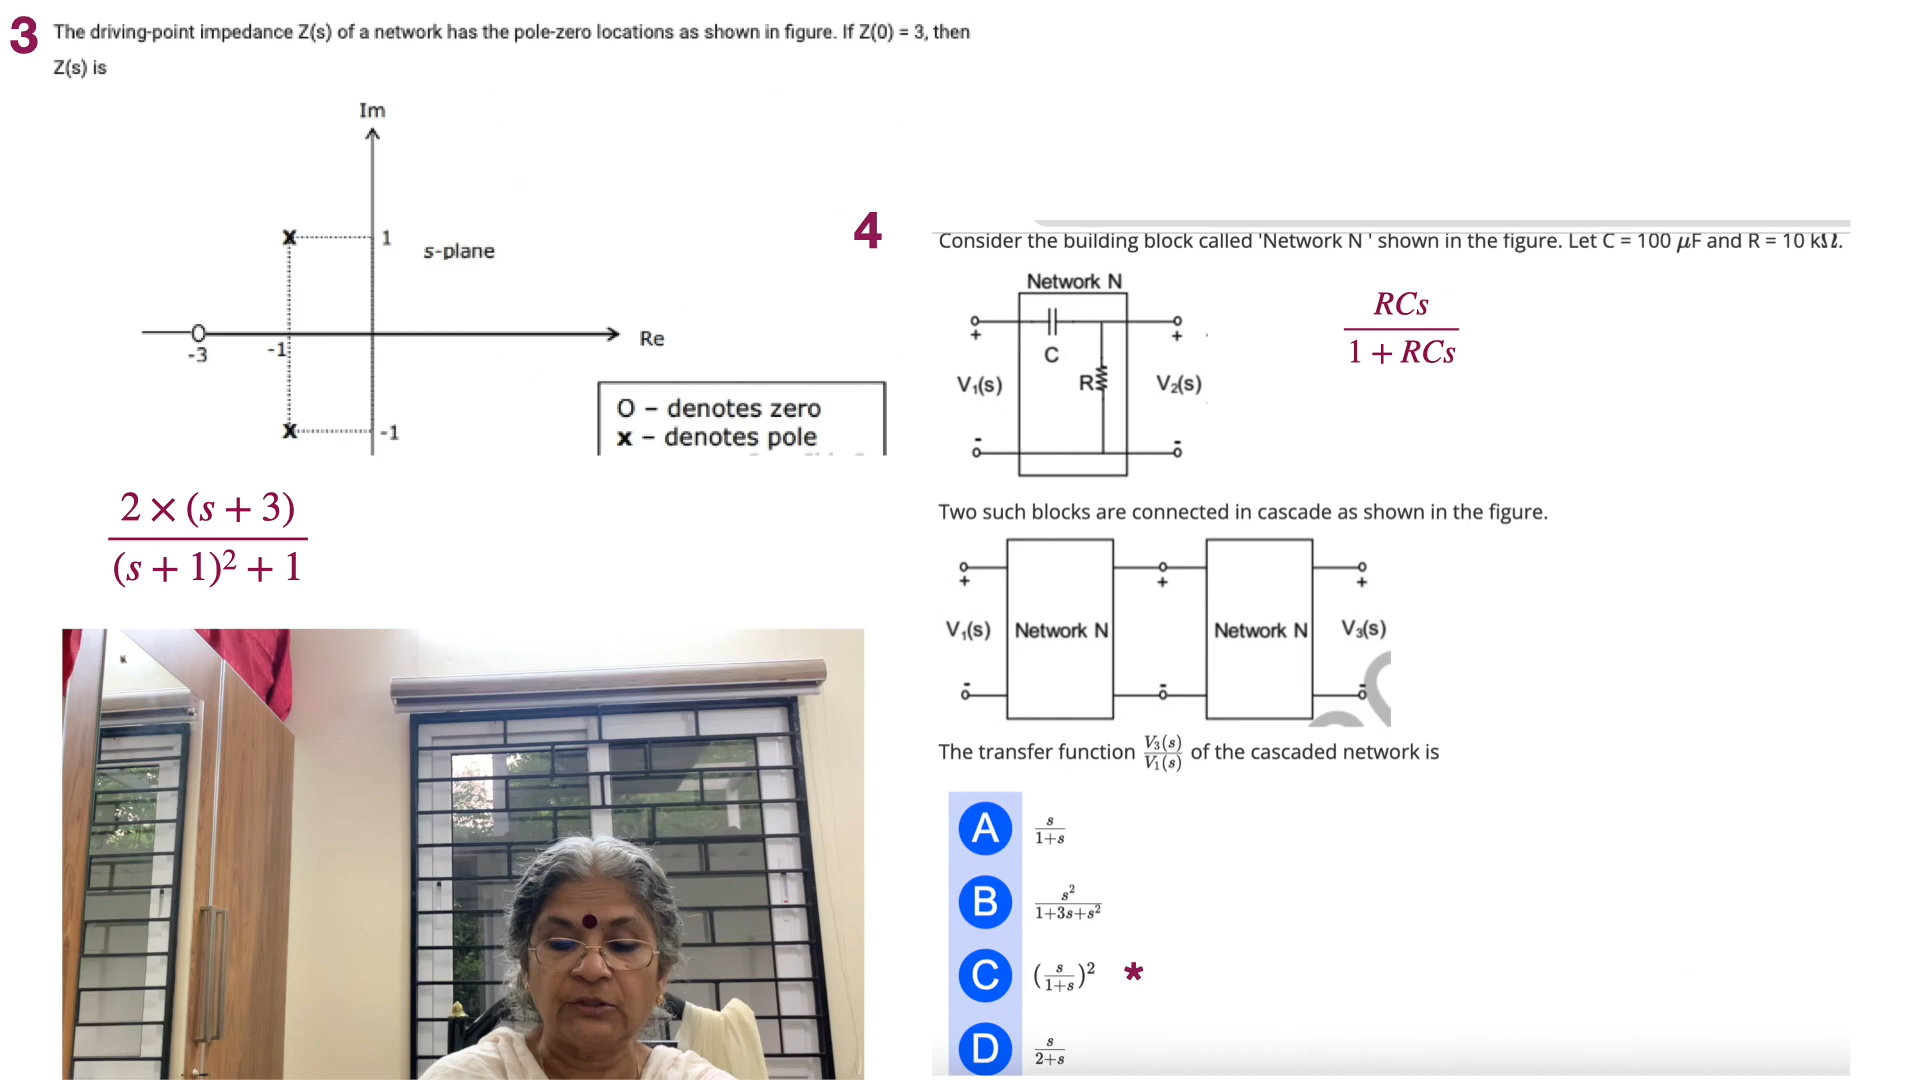 3 The driving-point impedance Z(s) of a network has the pole-zero locations as shown in figure. If Z(0) = 3, then
Z(s) is
Im
x 1
s-plane
Re
-3
-1
x -1
O – denotes zero
x – denotes pole
2 × (s + 3)
(s + 1)² + 1
4
Consider the building block called 'Network N ' shown in the figure. Let C = 100 μF and R = 10 kΩ.
Network N
+ +
C
V₁(s) R V₂(s)
- -
RCs
1 + RCs
Two such blocks are connected in cascade as shown in the figure.
+ + +
V₁(s) Network N Network N V₃(s)
- - -
The transfer function V₃(s)/V₁(s) of the cascaded network is
A s/1+s
B s²/1+3s+s²
C (s/1+s)² *
D s/2+s